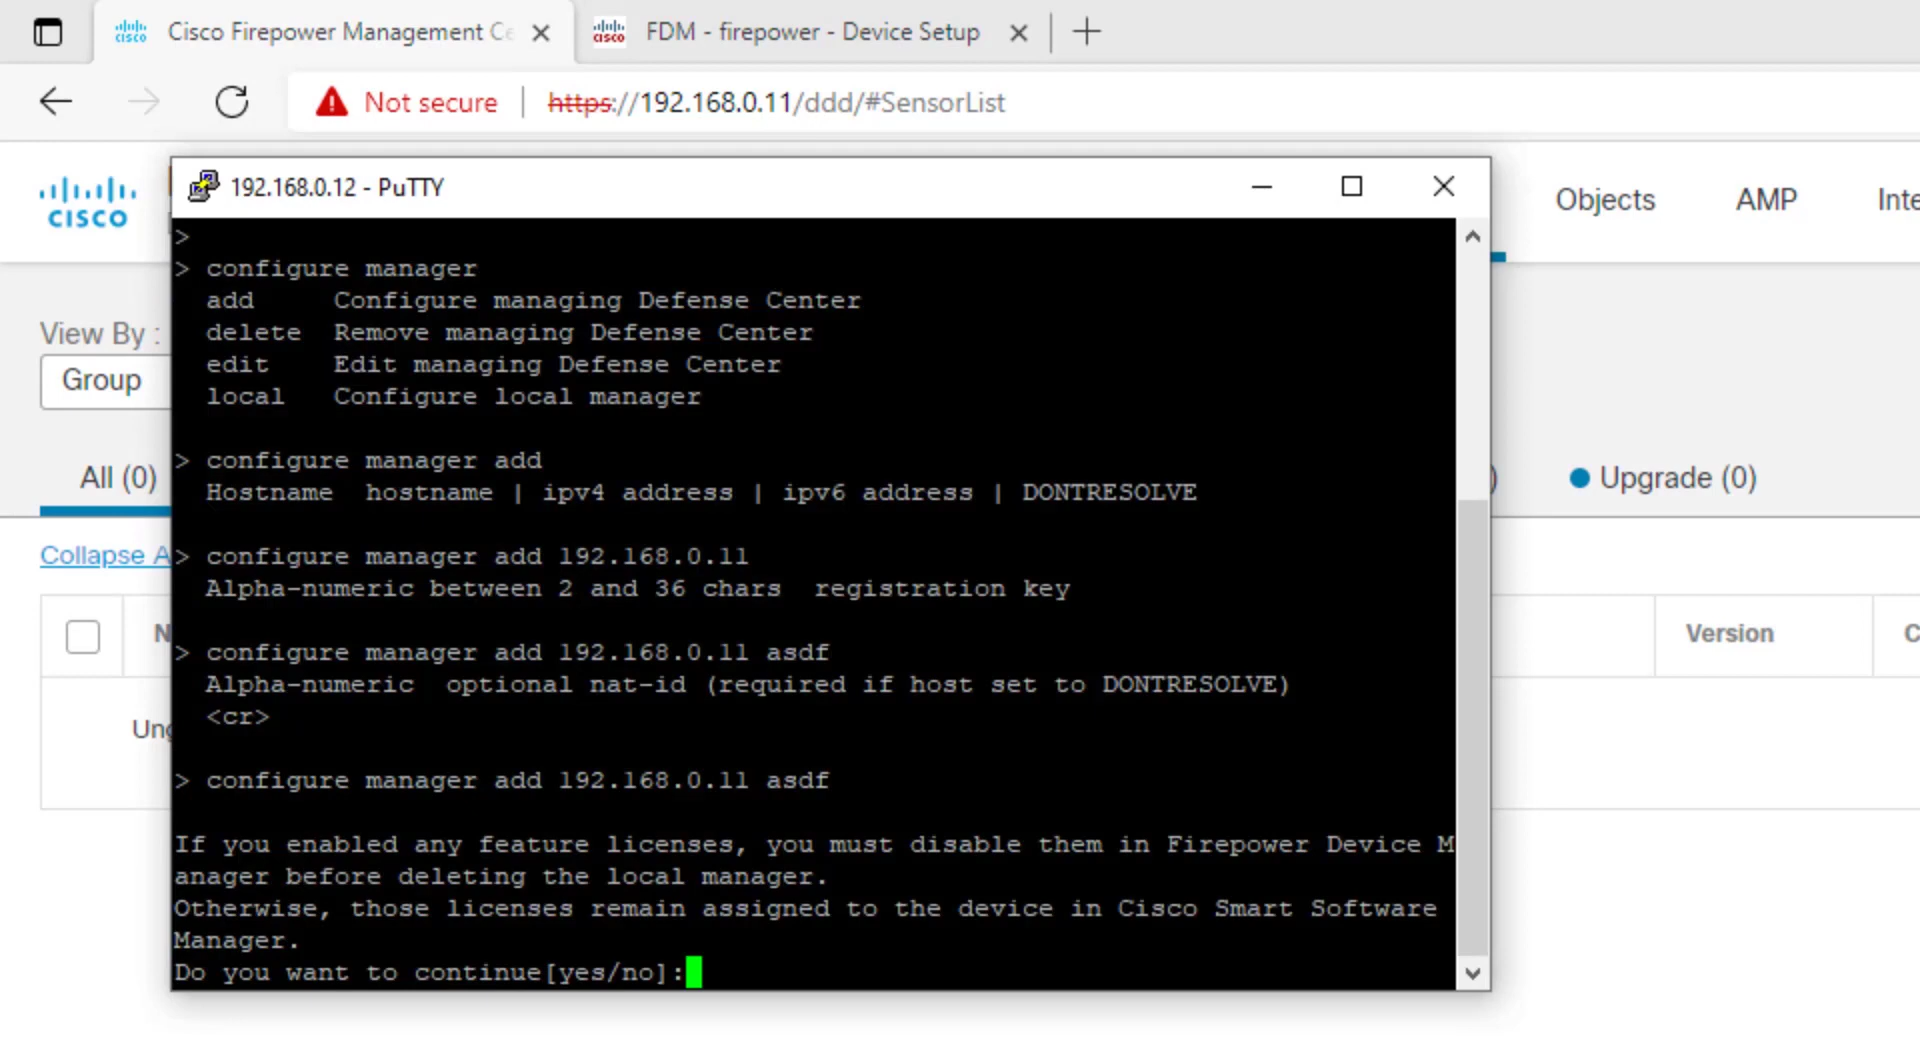 Cisco Firepower Management Ce
FDM - firepower - Device Setup
Not secure
https://192.168.0.11/ddd/#SensorList
CISCO
192.168.0.12 - PuTTY
Objects
AMP
Inte
>
> configure manager
add Configure managing Defense Center
delete Remove managing Defense Center
edit Edit managing Defense Center
local Configure local manager
> configure manager add
Hostname hostname | ipv4 address | ipv6 address | DONTRESOLVE
> configure manager add 192.168.0.11
Alpha-numeric between 2 and 36 chars registration key
> configure manager add 192.168.0.11 asdf
Alpha-numeric optional nat-id (required if host set to DONTRESOLVE)
<cr>
> configure manager add 192.168.0.11 asdf
If you enabled any feature licenses, you must disable them in Firepower Device M
anager before deleting the local manager.
Otherwise, those licenses remain assigned to the device in Cisco Smart Software
Manager.
Do you want to continue[yes/no]:
View By :
Group
All (0)
)
Upgrade (0)
Collapse A
N
Version
C
Ung